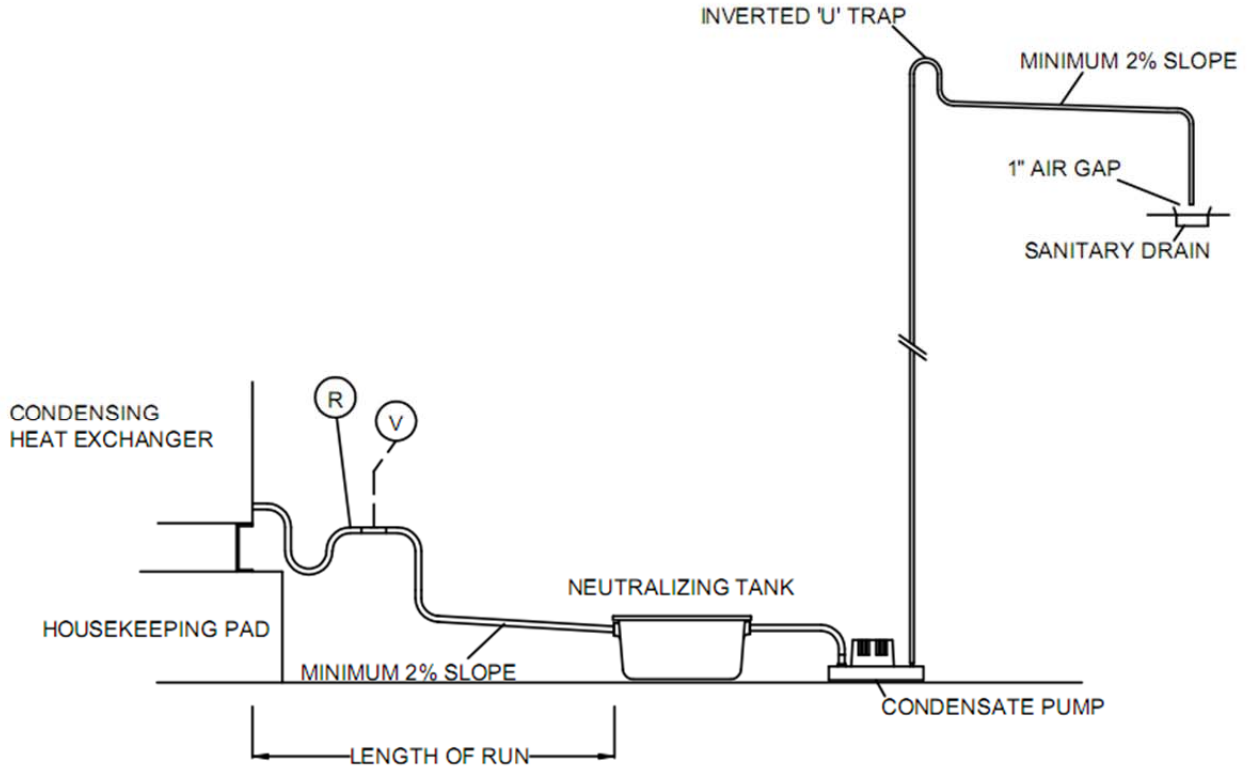 INVERTED 'U' TRAP
MINIMUM 2% SLOPE
1" AIR GAP
SANITARY DRAIN
CONDENSING
HEAT EXCHANGER
R
V
NEUTRALIZING TANK
HOUSEKEEPING PAD
MINIMUM 2% SLOPE
CONDENSATE PUMP
LENGTH OF RUN